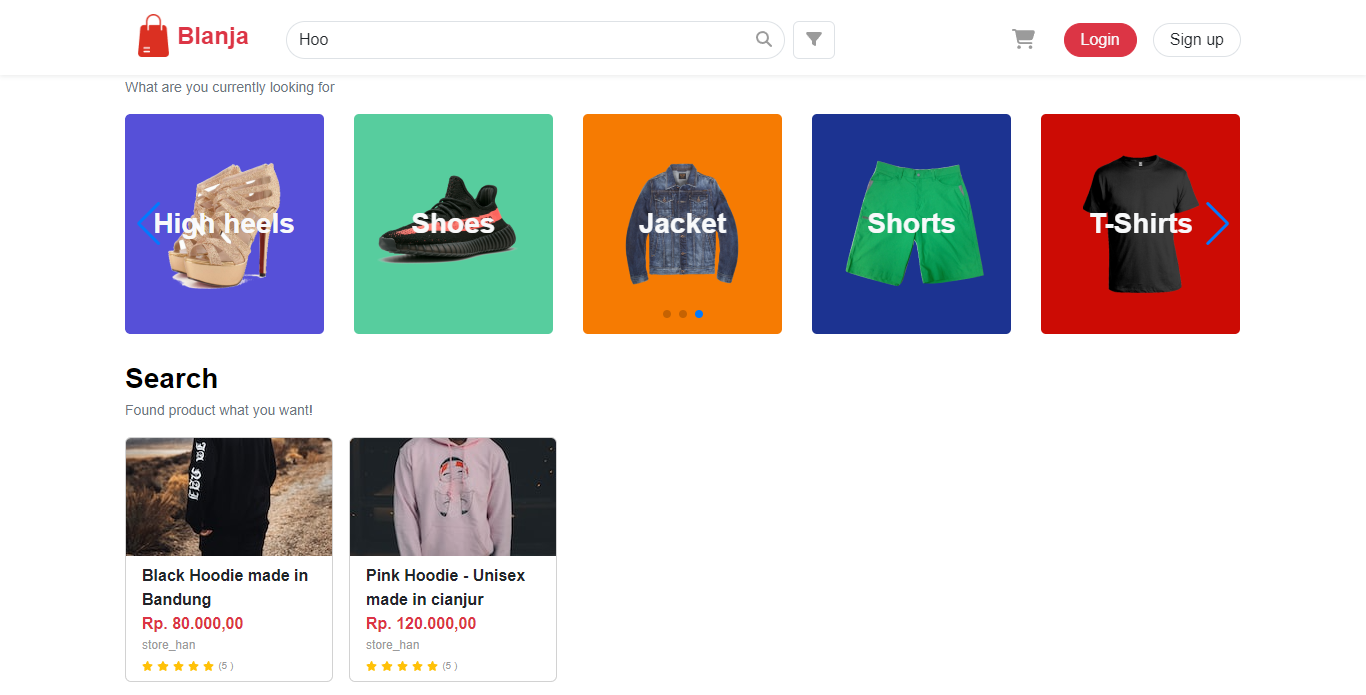 Blanja
Hoo
Login
Sign up
What are you currently looking for
High heels
Shoes
Jacket
Shorts
T-Shirts
Search
Found product what you want!
Black Hoodie made in
Bandung
Rp. 80.000,00
store_han
(5 )
Pink Hoodie - Unisex
made in cianjur
Rp. 120.000,00
store_han
(5 )